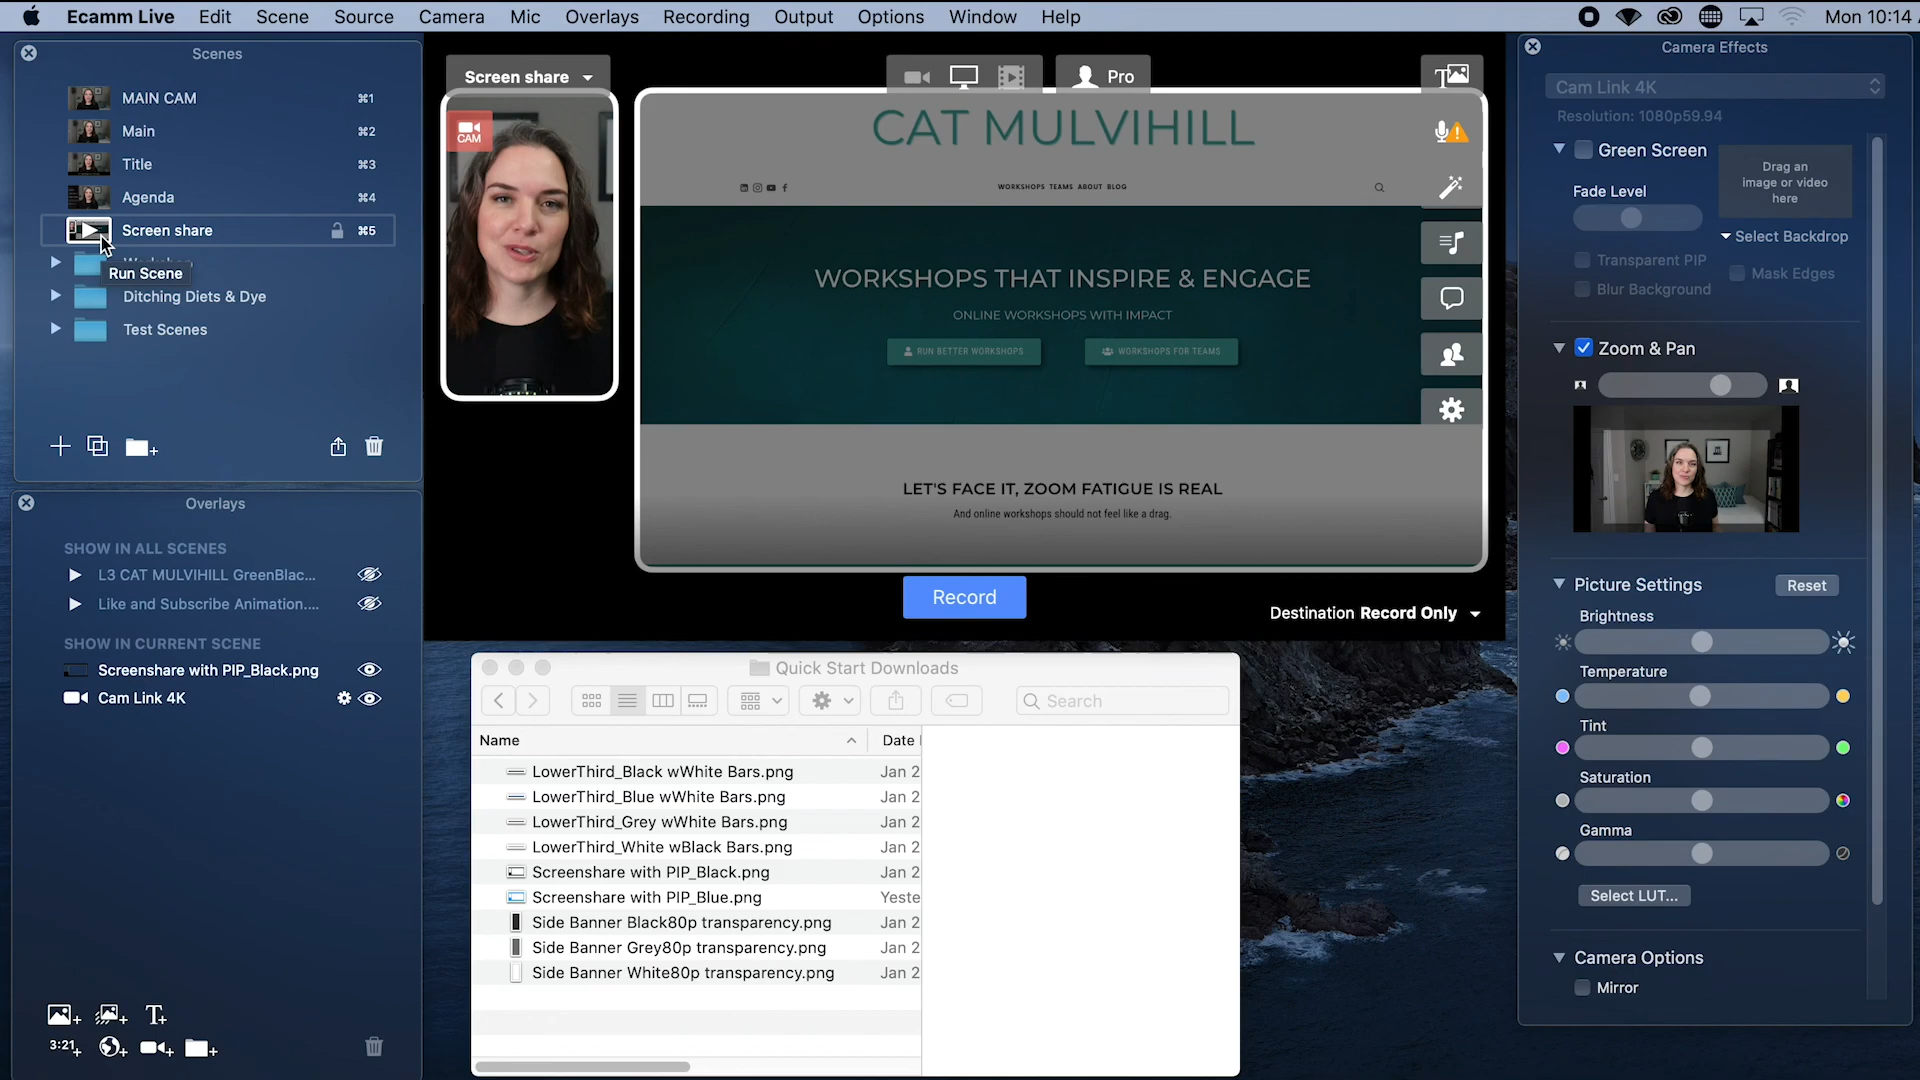 Ecamm Live Edit Scene Source Camera Mic Overlays Recording Output Options Window Help
Mon 10:14
Scenes
MAIN CAM ⌘1
Main ⌘2
Title ⌘3
Agenda ⌘4
Screen share ⌘5
Run Scene
Ditching Diets & Dye
Test Scenes
Overlays
SHOW IN ALL SCENES
L3 CAT MULVIHILL GreenBlac...
Like and Subscribe Animation....
SHOW IN CURRENT SCENE
Screenshare with PIP_Black.png
Cam Link 4K
3:21+
Screen share
Pro
CAM
CAT MULVIHILL
WORKSHOPS TEAMS ABOUT BLOG
WORKSHOPS THAT INSPIRE & ENGAGE
ONLINE WORKSHOPS WITH IMPACT
RUN BETTER WORKSHOPS
WORKSHOPS FOR TEAMS
LET'S FACE IT, ZOOM FATIGUE IS REAL
And online workshops should not feel like a drag.
Record
Destination Record Only
Quick Start Downloads
Search
Name Date
LowerThird_Black wWhite Bars.png Jan 2
LowerThird_Blue wWhite Bars.png Jan 2
LowerThird_Grey wWhite Bars.png Jan 2
LowerThird_White wBlack Bars.png Jan 2
Screenshare with PIP_Black.png Jan 2
Screenshare with PIP_Blue.png Yeste
Side Banner Black80p transparency.png Jan 2
Side Banner Grey80p transparency.png Jan 2
Side Banner White80p transparency.png Jan 2
Camera Effects
Cam Link 4K
Resolution: 1080p59.94
Green Screen
Drag an
image or video
here
Fade Level
Select Backdrop
Transparent PIP
Mask Edges
Blur Background
Zoom & Pan
Picture Settings
Reset
Brightness
Temperature
Tint
Saturation
Gamma
Select LUT...
Camera Options
Mirror